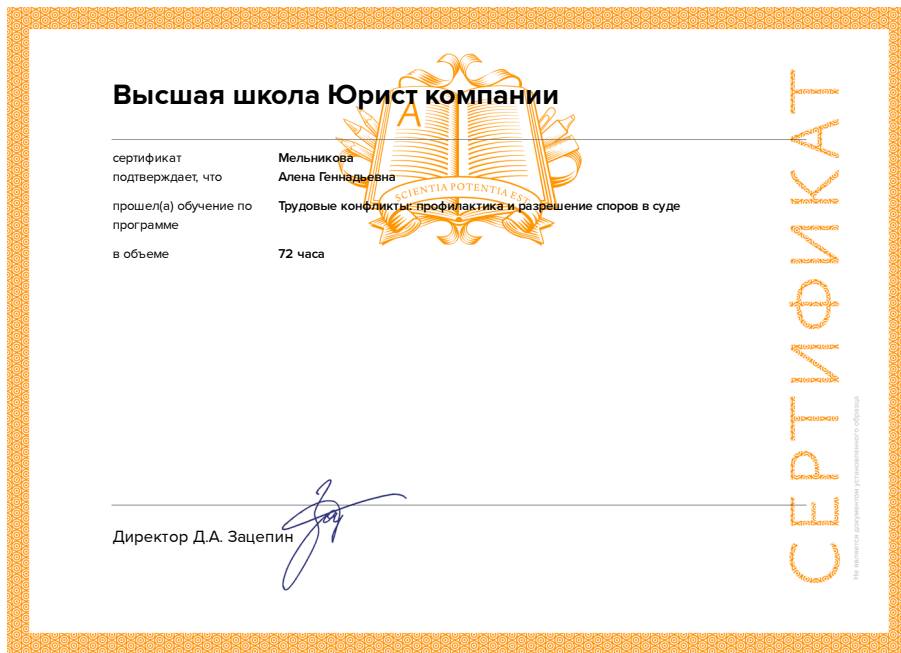 Высшая школа Юрист компании
сертификат
подтверждает, что
Мельникова
Алена Геннадьевна
прошел(а) обучение по
программе
Трудовые конфликты: профилактика и разрешение споров в суде
в объеме
72 часа
A
SCIENTIA POTENTIA EST
Директор Д.А. Зацепин
СЕРТИФИКАТ
Не является документом установленного образца